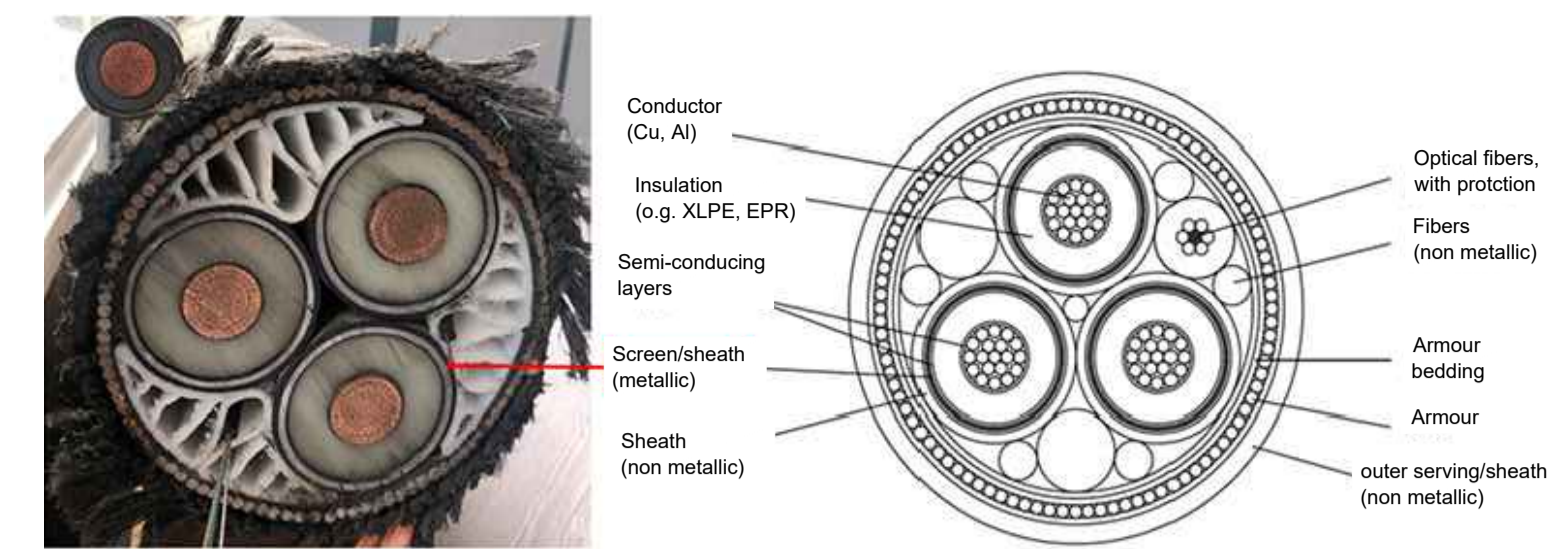 Conductor
(Cu, Al)
Insulation
(o.g. XLPE, EPR)
Semi-conducing
layers
Screen/sheath
(metallic)
Sheath
(non metallic)
Optical fibers,
with protction
Fibers
(non metallic)
Armour
bedding
Armour
outer serving/sheath
(non metallic)